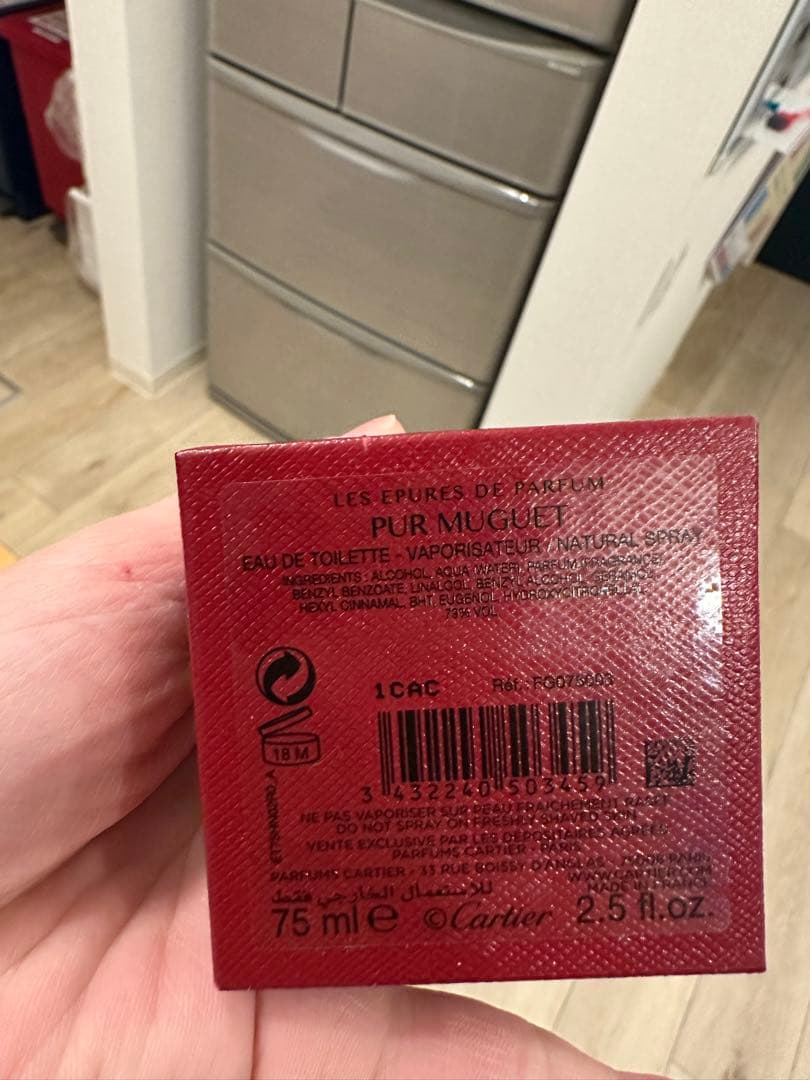 LES EPURES DE PARFUM
PUR MUGUET
EAU DE TOILETTE - VAPORISATEUR / NATURAL SPRAY
INGREDIENTS : ALCOHOL, AQUA (WATER), PARFUM (FRAGRANCE),
BENZYL BENZOATE, LINALOOL, BENZYL ALCOHOL, GERANIOL,
HEXYL CINNAMAL, BHT, EUGENOL,
% VOL
1CAC Réf.:
18 M
3 432240 503459
NE PAS VAPORISER SUR PEAU FRAICHEMENT RASEE
DO NOT SPRAY ON FRESHLY SHAVED SKIN
VENTE EXCLUSIVE PAR LES DEPOSITAIRES AGREES
PARFUMS CARTIER - PARIS
PARFUMS CARTIER - 33 RUE BOISSY D'ANGLAS - PARIS
WWW.CARTIER.COM
للاستعمال الخارجي فقط
MADE IN FRANCE
75 ml e ©Cartier 2.5 fl.oz.